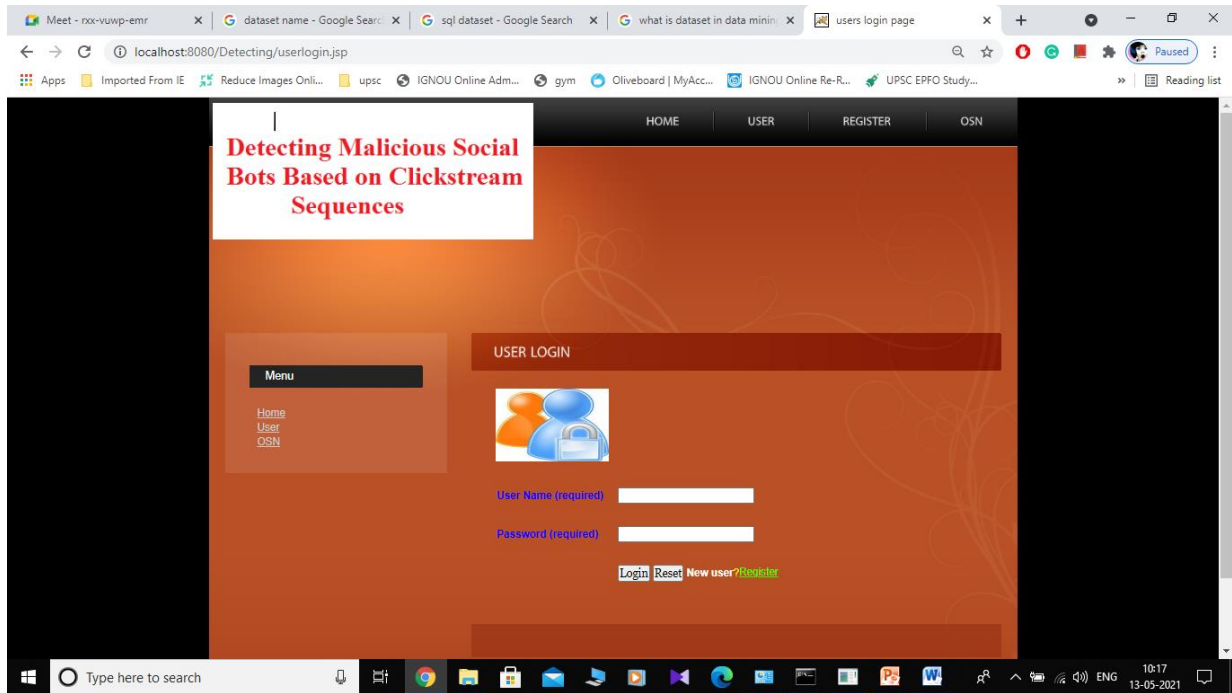 Meet - rxx-vuwp-emr
dataset name - Google Search
sql dataset - Google Search
what is dataset in data mining
users login page
localhost:8080/Detecting/userlogin.jsp
Paused
Apps
Imported From IE
Reduce Images Onli...
upsc
IGNOU Online Adm...
gym
Oliveboard | MyAcc...
IGNOU Online Re-R...
UPSC EPFO Study...
»
Reading list
HOME
USER
REGISTER
OSN
Detecting Malicious Social
Bots Based on Clickstream
Sequences
Menu
Home
User
OSN
USER LOGIN
User Name (required)
Password (required)
Login Reset New user?Register
Type here to search
ENG
10:17
13-05-2021